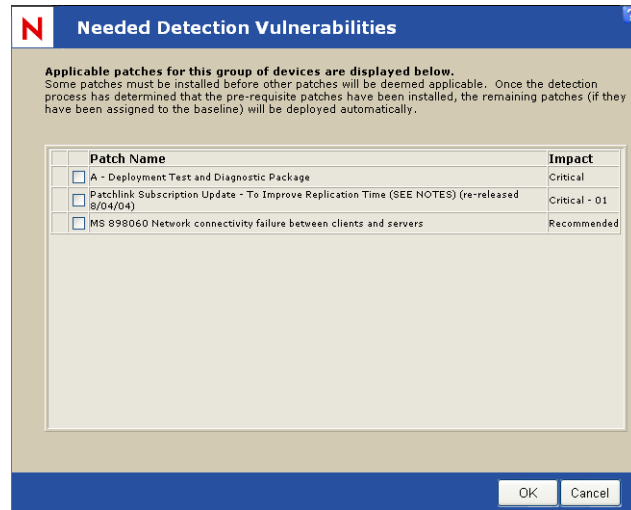 N Needed Detection Vulnerabilities ?
Applicable patches for this group of devices are displayed below.
Some patches must be installed before other patches will be deemed applicable. Once the detection
process has determined that the pre-requisite patches have been installed, the remaining patches (if they
have been assigned to the baseline) will be deployed automatically.
Patch Name Impact
A - Deployment Test and Diagnostic Package Critical
Patchlink Subscription Update - To Improve Replication Time (SEE NOTES) (re-released
8/04/04) Critical - 01
MS 898060 Network connectivity failure between clients and servers Recommended
OK Cancel